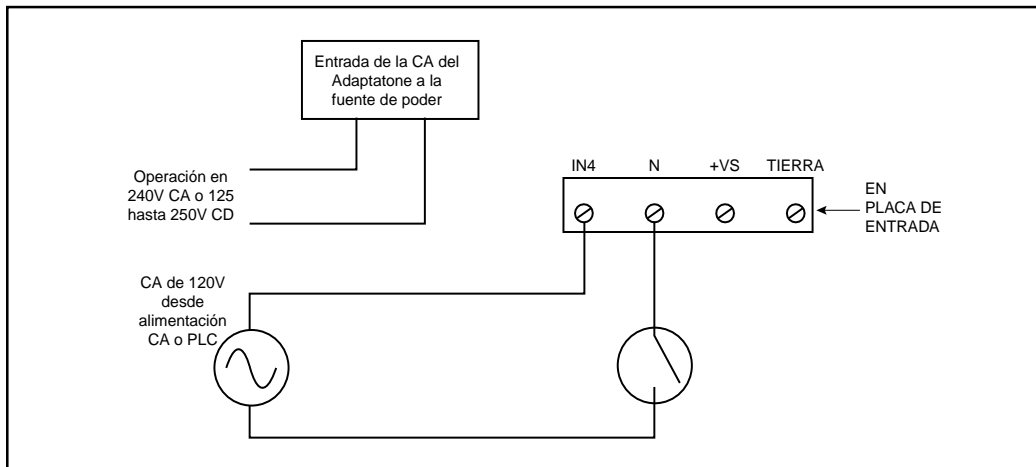 Entrada de la CA del
Adaptatone a la
fuente de poder
Operación en
240V CA o 125
hasta 250V CD
IN4 N +VS TIERRA
EN
PLACA DE
ENTRADA
CA de 120V
desde
alimentación
CA o PLC